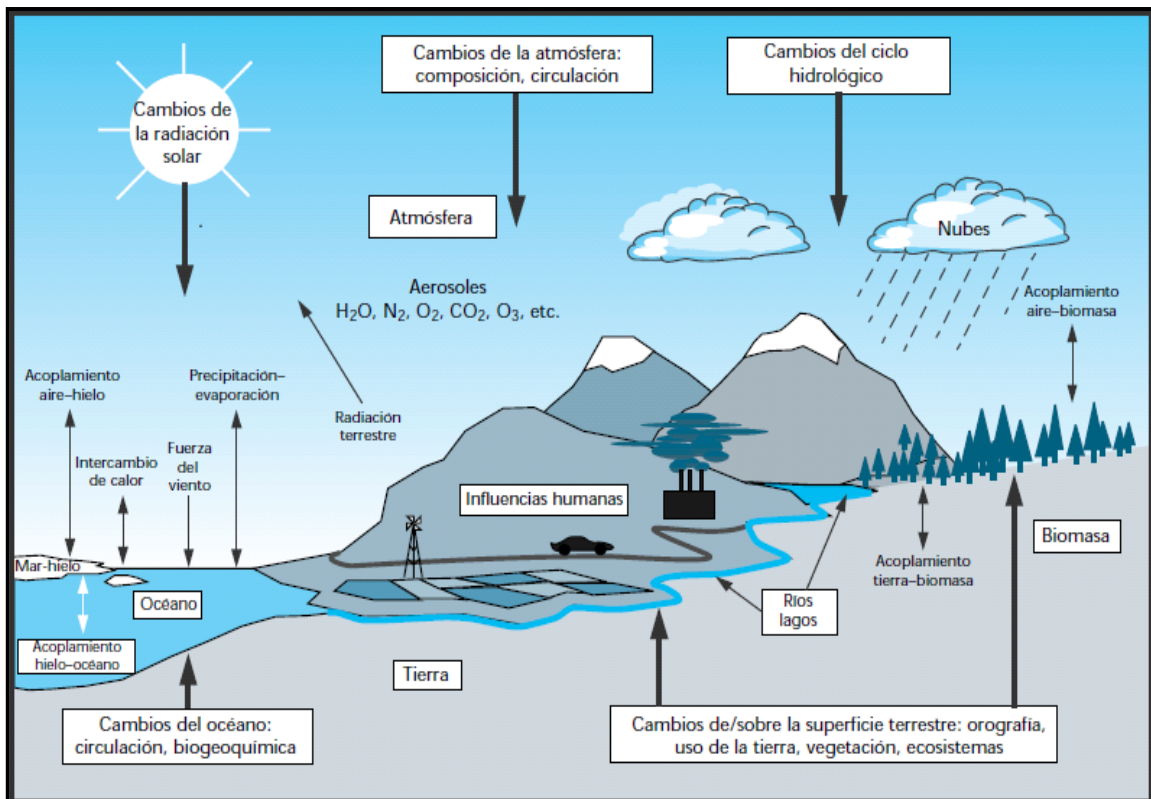 Cambios de la atmósfera:
composición, circulación
Cambios del ciclo
hidrológico
Cambios de
la radiación
solar
Atmósfera
Nubes
Aerosoles
H₂O, N₂, O₂, CO₂, O₃, etc.
Acoplamiento
aire–biomasa
Acoplamiento
aire–hielo
Precipitación–
evaporación
Radiación
terrestre
Intercambio
de calor
Fuerza
del
viento
Influencias humanas
Biomasa
Mar-hielo
Acoplamiento
tierra–biomasa
Océano
Ríos
lagos
Acoplamiento
hielo–océano
Tierra
Cambios del océano:
circulación, biogeoquímica
Cambios de/sobre la superficie terrestre: orografía,
uso de la tierra, vegetación, ecosistemas